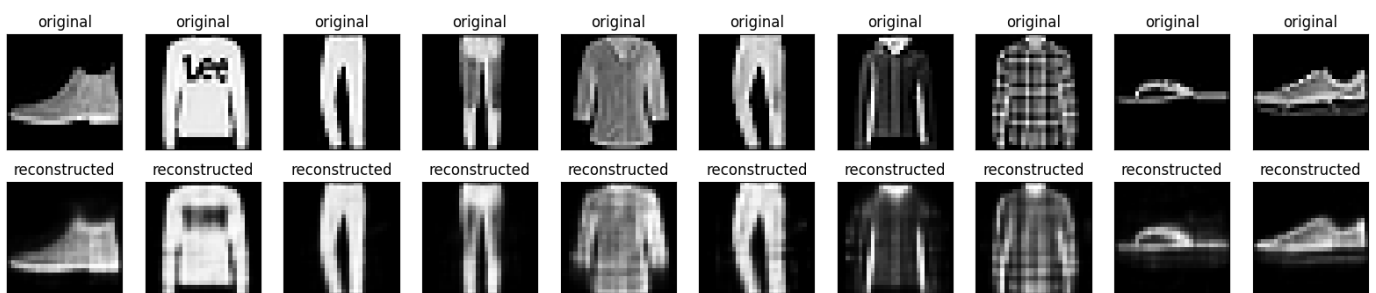 original original original original original original original original original original
Lee
reconstructed reconstructed reconstructed reconstructed reconstructed reconstructed reconstructed reconstructed reconstructed reconstructed